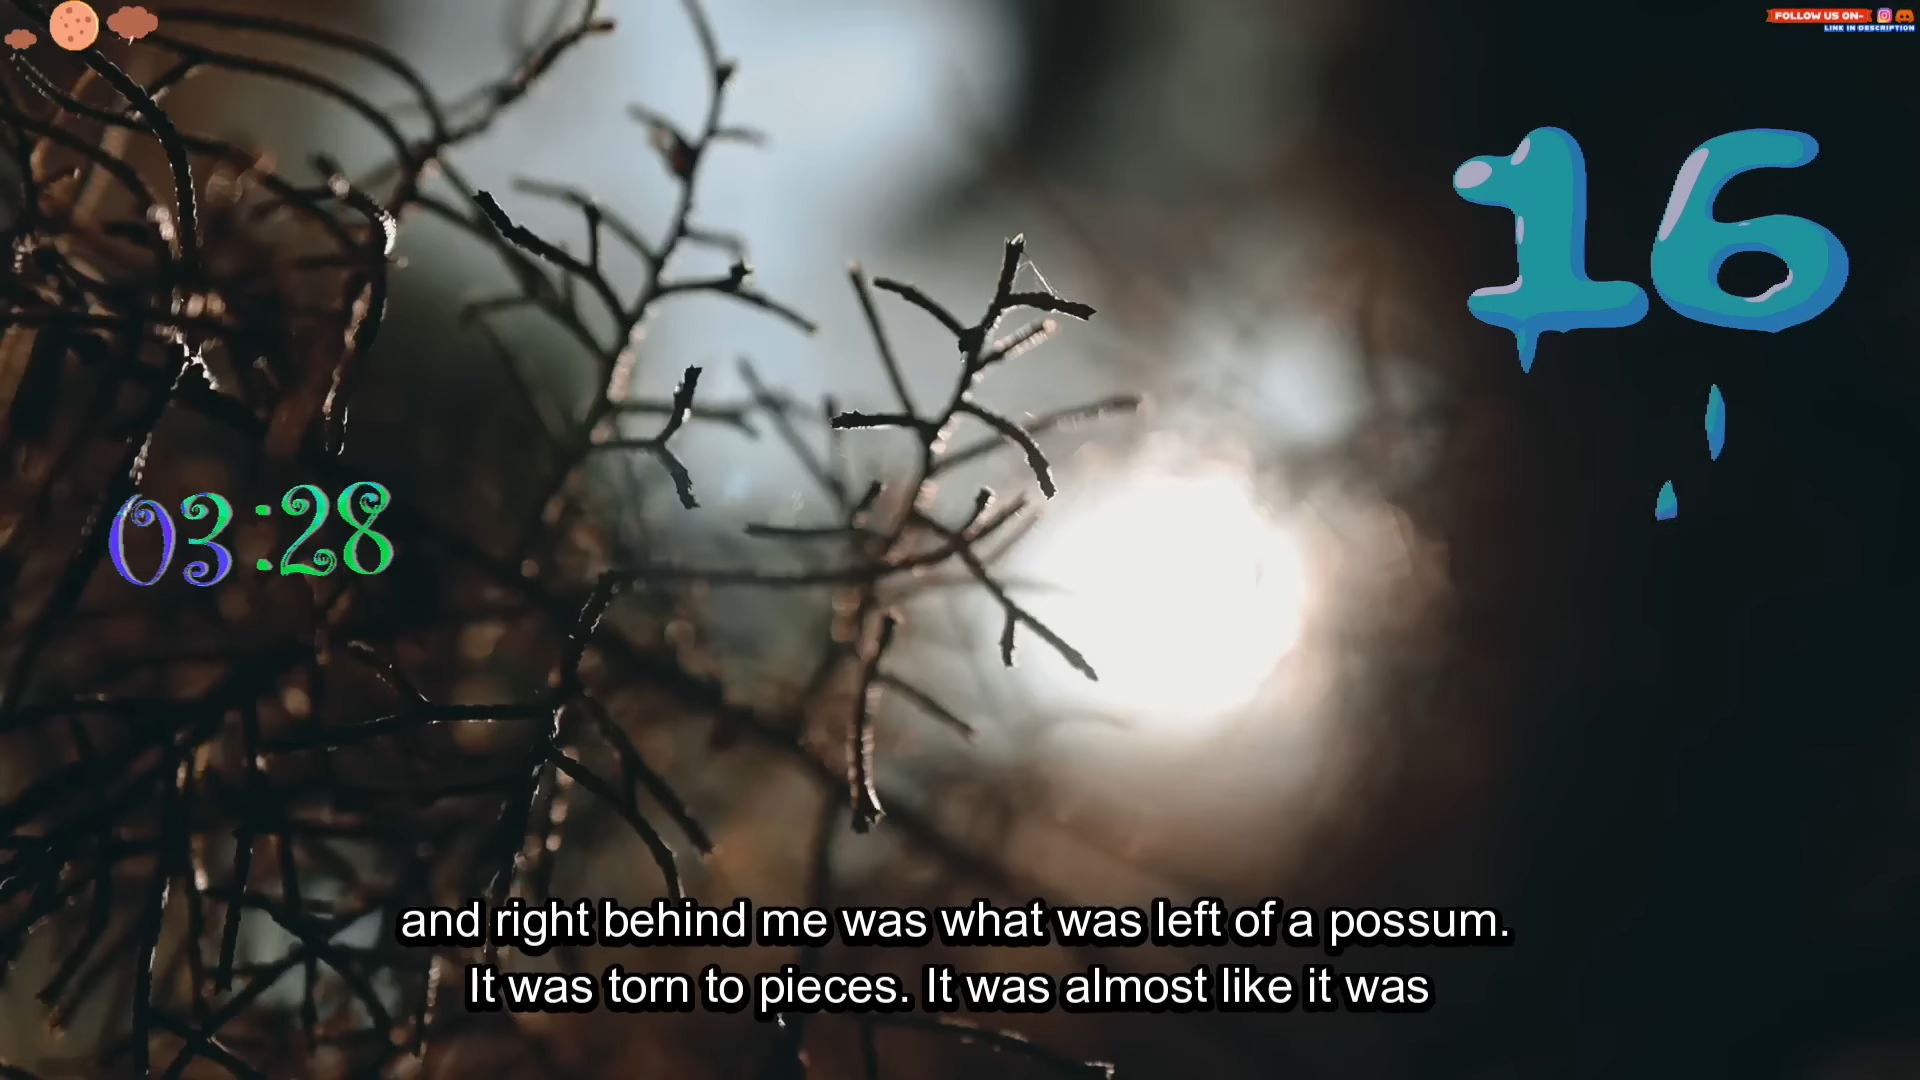 FOLLOW US ON-
LINK IN DESCRIPTION
16
03:28
and right behind me was what was left of a possum.
It was torn to pieces. It was almost like it was